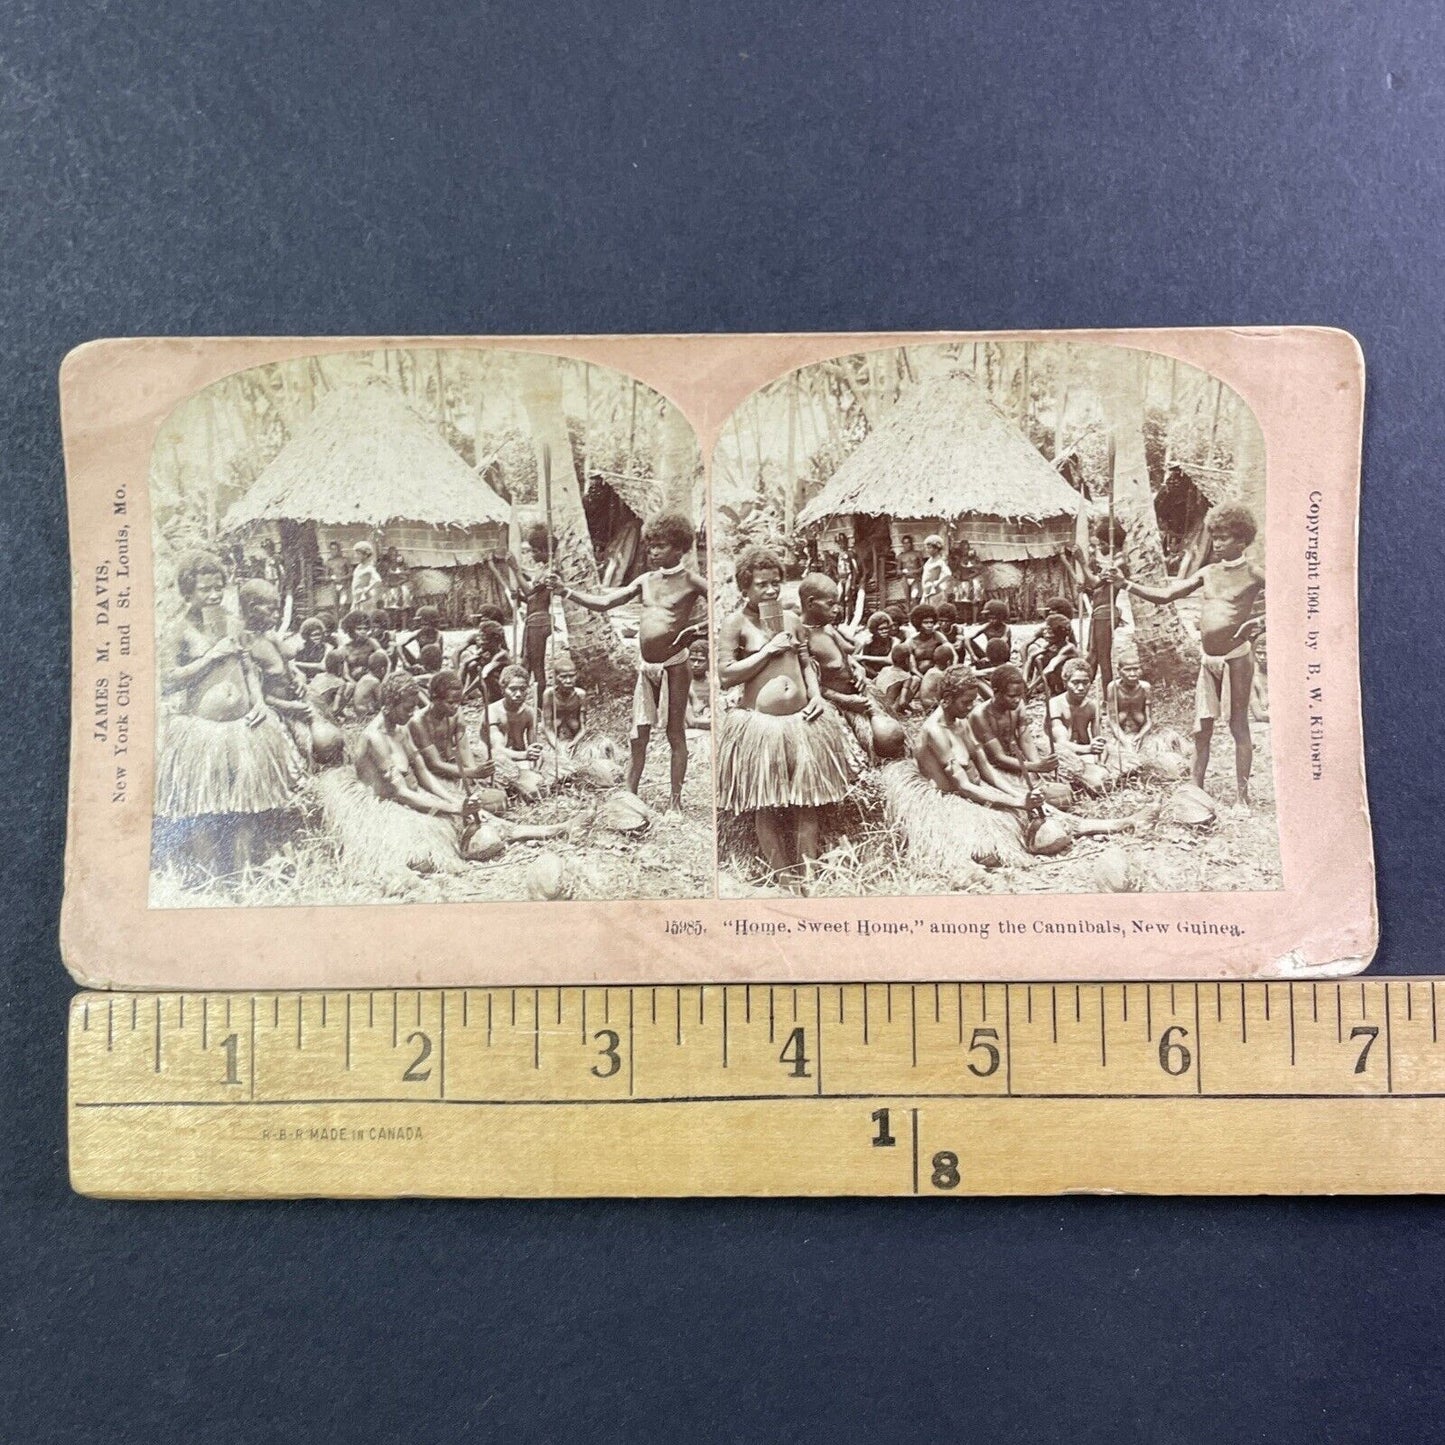 JAMES M. DAVIS,
New York City and St. Louis, Mo.
Copyright 1904, by B. W. Kilburn
15985. "Home, Sweet Home," among the Cannibals, New Guinea.
1 2 3 4 5 6 7
R-B-R MADE IN CANADA
1
8